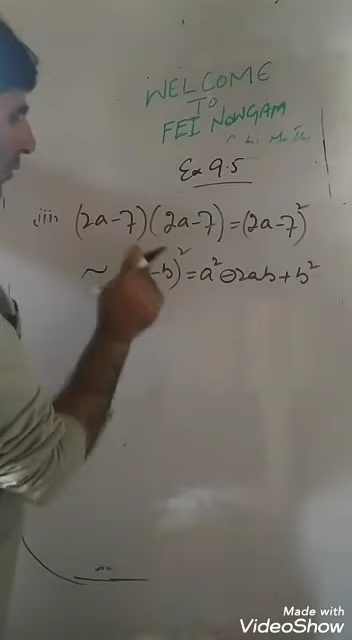 WELCOME
TO
FEI NOWGAM
Ex 9.5
iii, (2a-7)(2a-7)=(2a-7)²
-b)²=a²⊖2ab+b²
Made with
VideoShow